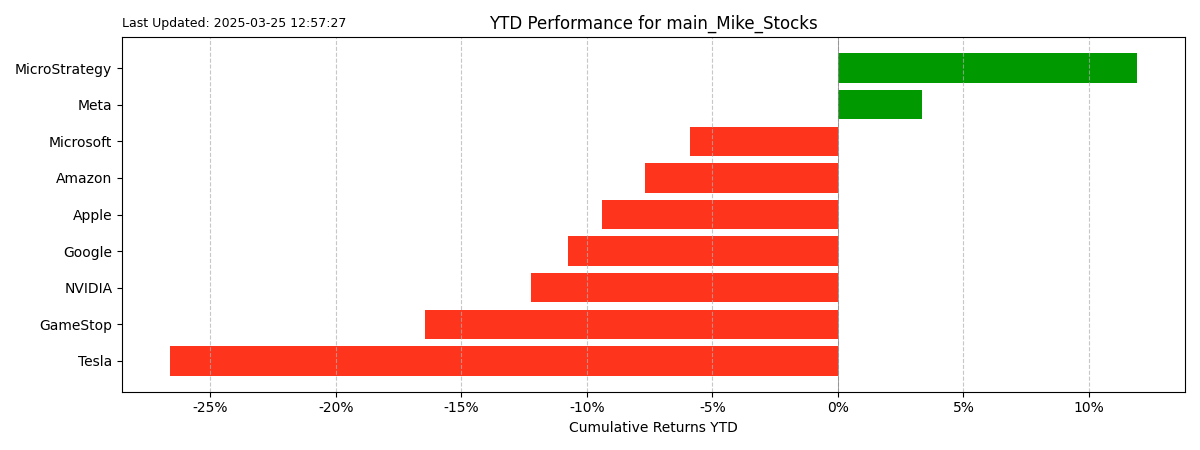 Last Updated: 2025-03-25 12:57:27
YTD Performance for main_Mike_Stocks
MicroStrategy
Meta
Microsoft
Amazon
Apple
Google
NVIDIA
GameStop
Tesla
-25% -20% -15% -10% -5% 0% 5% 10%
Cumulative Returns YTD